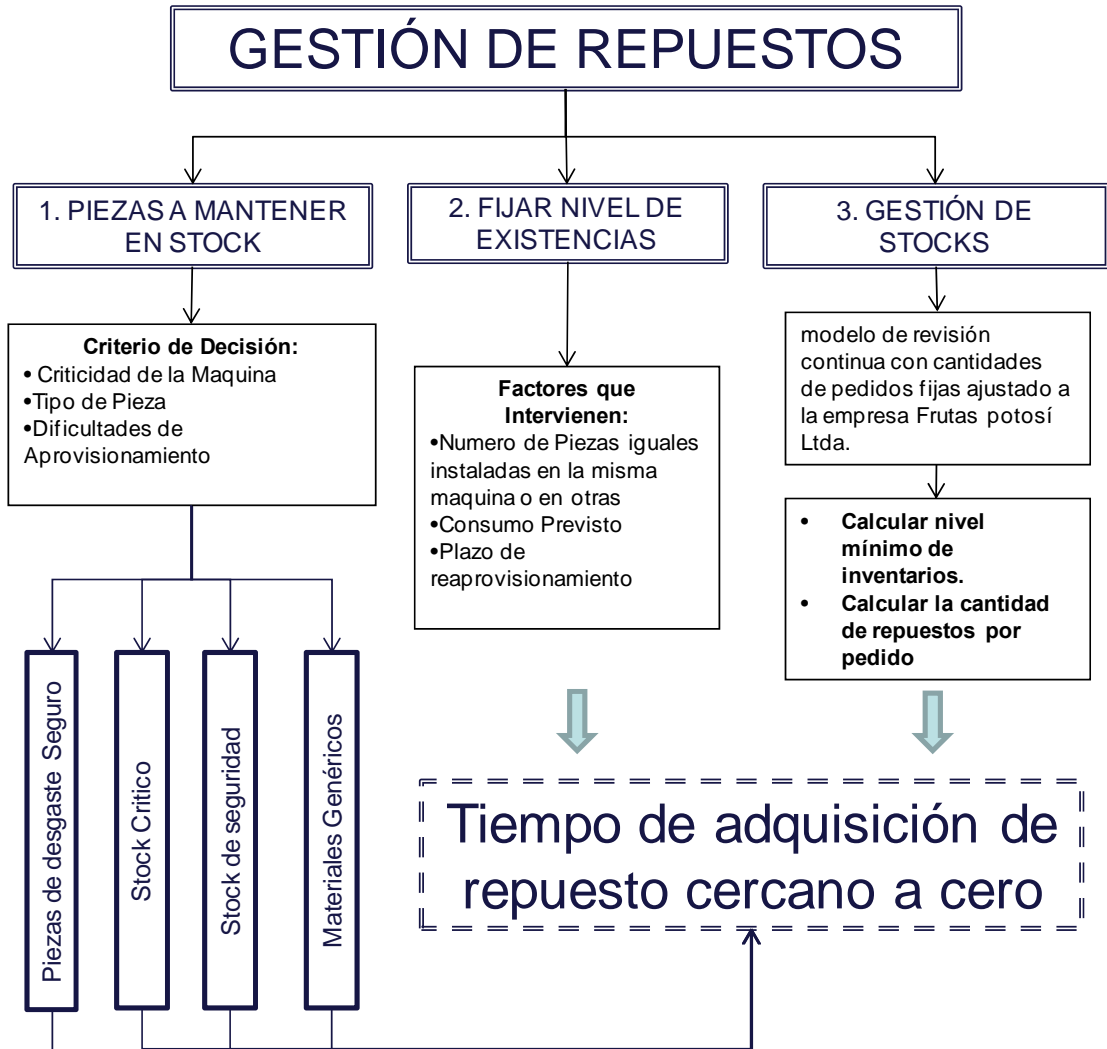 GESTIÓN DE REPUESTOS
1. PIEZAS A MANTENER
EN STOCK
2. FIJAR NIVEL DE
EXISTENCIAS
3. GESTIÓN DE
STOCKS
Criterio de Decisión:
• Criticidad de la Maquina
•Tipo de Pieza
•Dificultades de
Aprovisionamiento
Factores que
Intervienen:
•Numero de Piezas iguales
instaladas en la misma
maquina o en otras
•Consumo Previsto
•Plazo de
reaprovisionamiento
modelo de revisión
continua con cantidades
de pedidos fijas ajustado a
la empresa Frutas potosí
Ltda.
• Calcular nivel
mínimo de
inventarios.
• Calcular la cantidad
de repuestos por
pedido
Piezas de desgaste Seguro
Stock Critico
Stock de seguridad
Materiales Genéricos
Tiempo de adquisición de
repuesto cercano a cero